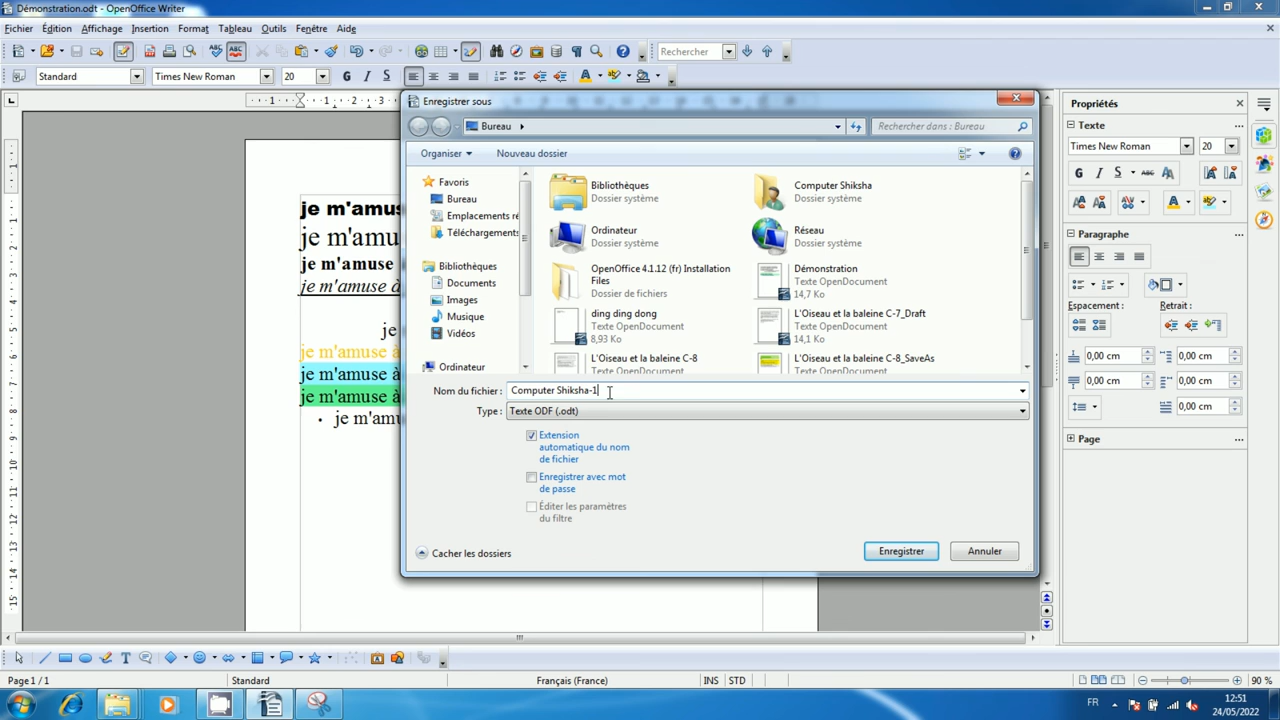 Démonstration.odt - OpenOffice Writer
Fichier Édition Affichage Insertion Format Tableau Outils Fenêtre Aide
Rechercher
Standard Times New Roman 20 G I S
Enregistrer sous
Bureau
Rechercher dans : Bureau
Organiser Nouveau dossier
Favoris
Bureau
Emplacements ré
Téléchargements
Bibliothèques
Documents
Images
Musique
Vidéos
Ordinateur
Bibliothèques
Dossier système
Computer Shiksha
Dossier système
Ordinateur
Dossier système
Réseau
Dossier système
OpenOffice 4.1.12 (fr) Installation
Files
Dossier de fichiers
Démonstration
Texte OpenDocument
14,7 Ko
ding ding dong
Texte OpenDocument
8,93 Ko
L'Oiseau et la baleine C-7_Draft
Texte OpenDocument
14,1 Ko
L'Oiseau et la baleine C-8
L'Oiseau et la baleine C-8_SaveAs
Nom du fichier : Computer Shiksha-1
Type : Texte ODF (.odt)
Extension
automatique du nom
de fichier
Enregistrer avec mot
de passe
Éditer les paramètres
du filtre
Cacher les dossiers
Enregistrer Annuler
je m'amus
je m'amu
je m'amuse
je m'amuse à
je
je m'amuse à
je m'amuse à
je m'amuse à
• je m'amu
Propriétés
Texte
Times New Roman 20
G I S ABC A
Paragraphe
Espacement : Retrait :
0,00 cm 0,00 cm
0,00 cm 0,00 cm
0,00 cm
Page
Page 1 / 1 Standard Français (France) INS STD 90 %
FR 12:51
24/05/2022